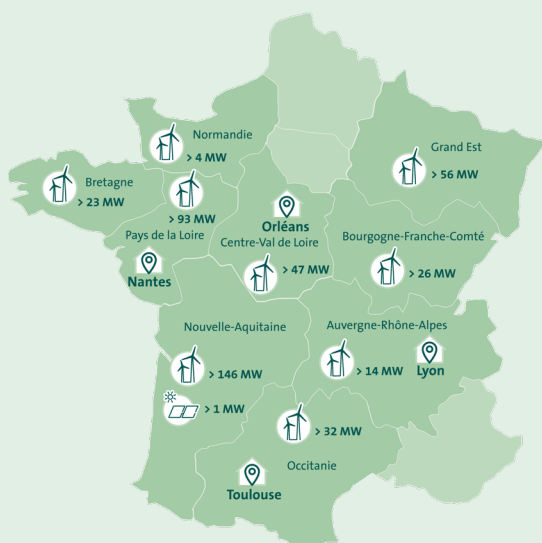 Normandie
> 4 MW
Grand Est
> 56 MW
Bretagne
> 23 MW
> 93 MW
Pays de la Loire
Orléans
Centre-Val de Loire
> 47 MW
Bourgogne-Franche-Comté
> 26 MW
Nantes
Nouvelle-Aquitaine
> 146 MW
> 1 MW
Auvergne-Rhône-Alpes
> 14 MW
Lyon
> 32 MW
Occitanie
Toulouse